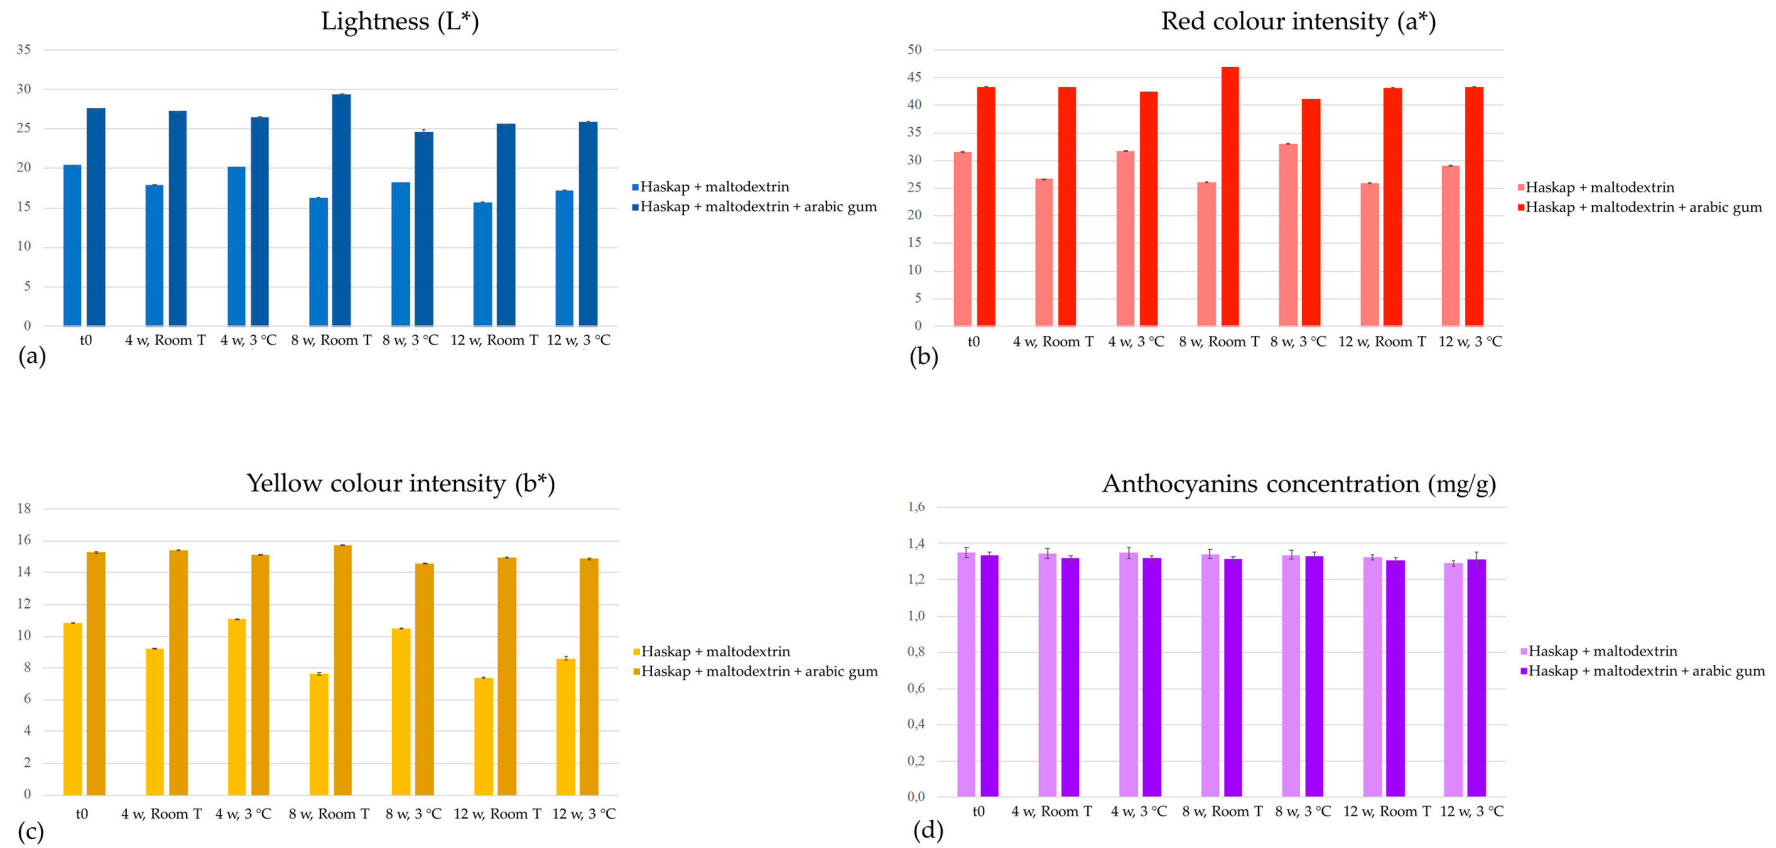 Lightness (L*)
35
30
25
20
15
10
5
0
t0 4 w, Room T 4 w, 3 °C 8 w, Room T 8 w, 3 °C 12 w, Room T 12 w, 3 °C
Haskap + maltodextrin
Haskap + maltodextrin + arabic gum
(a)
Red colour intensity (a*)
50
45
40
35
30
25
20
15
10
5
0
t0 4 w, Room T 4 w, 3 °C 8 w, Room T 8 w, 3 °C 12 w, Room T 12 w, 3 °C
Haskap + maltodextrin
Haskap + maltodextrin + arabic gum
(b)
Yellow colour intensity (b*)
18
16
14
12
10
8
6
4
2
0
t0 4 w, Room T 4 w, 3 °C 8 w, Room T 8 w, 3 °C 12 w, Room T 12 w, 3 °C
Haskap + maltodextrin
Haskap + maltodextrin + arabic gum
(c)
Anthocyanins concentration (mg/g)
1,6
1,4
1,2
1,0
0,8
0,6
0,4
0,2
0,0
t0 4 w, Room T 4 w, 3 °C 8 w, Room T 8 w, 3 °C 12 w, Room T 12 w, 3 °C
Haskap + maltodextrin
Haskap + maltodextrin + arabic gum
(d)